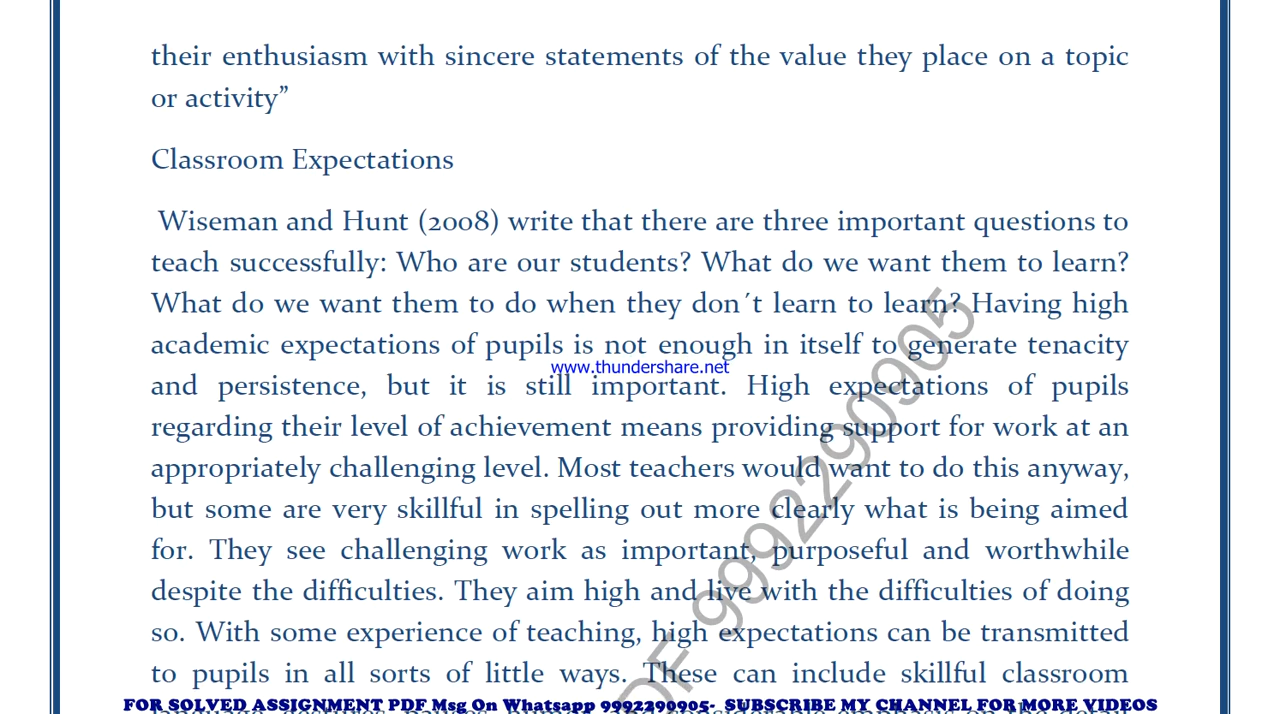 their enthusiasm with sincere statements of the value they place on a topic
or activity”
Classroom Expectations
Wiseman and Hunt (2008) write that there are three important questions to
teach successfully: Who are our students? What do we want them to learn?
What do we want them to do when they don´t learn to learn? Having high
academic expectations of pupils is not enough in itself to generate tenacity
www.thundershare.net
and persistence, but it is still important. High expectations of pupils
regarding their level of achievement means providing support for work at an
appropriately challenging level. Most teachers would want to do this anyway,
but some are very skillful in spelling out more clearly what is being aimed
for. They see challenging work as important, purposeful and worthwhile
despite the difficulties. They aim high and live with the difficulties of doing
so. With some experience of teaching, high expectations can be transmitted
to pupils in all sorts of little ways. These can include skillful classroom
PDF 9992290905
FOR SOLVED ASSIGNMENT PDF Msg On Whatsapp 9992290905- SUBSCRIBE MY CHANNEL FOR MORE VIDEOS